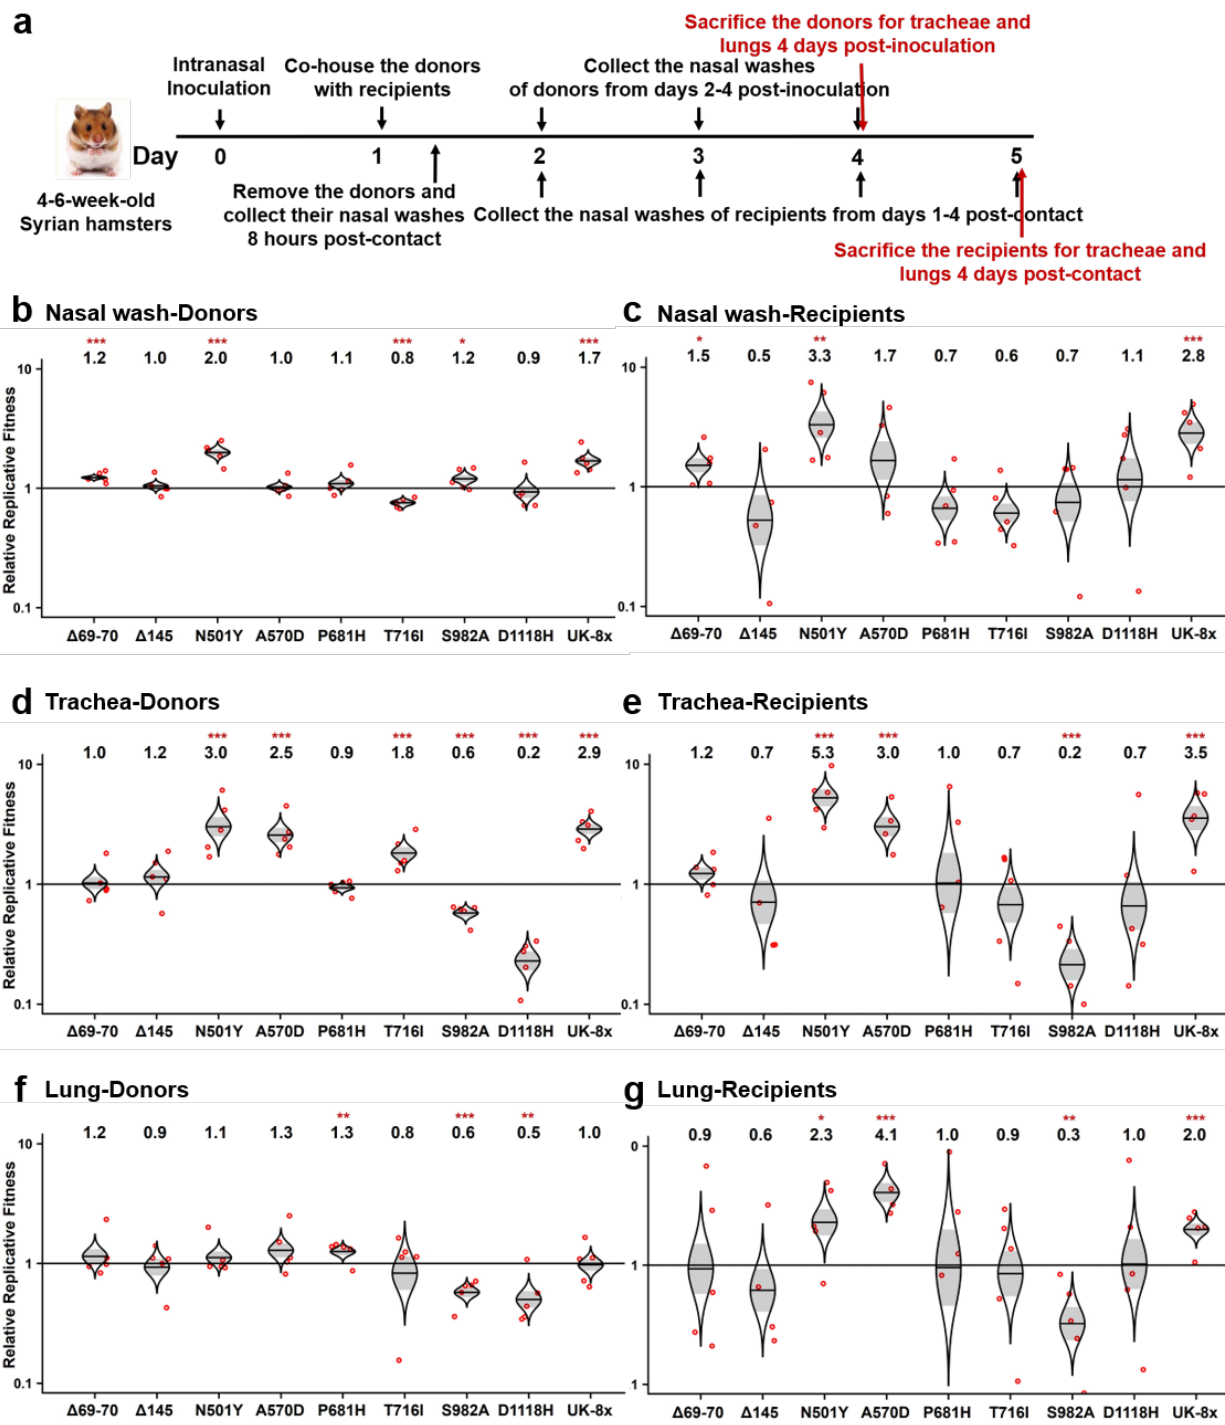 a
Sacrifice the donors for tracheae and
lungs 4 days post-inoculation
Intranasal
Inoculation
Co-house the donors
with recipients
Collect the nasal washes
of donors from days 2-4 post-inoculation
Day 0 1 2 3 4 5
4-6-week-old
Syrian hamsters
Remove the donors and
collect their nasal washes
8 hours post-contact
Collect the nasal washes of recipients from days 1-4 post-contact
Sacrifice the recipients for tracheae and
lungs 4 days post-contact
b Nasal wash-Donors
*** *** *** * ***
1.2 1.0 2.0 1.0 1.1 0.8 1.2 0.9 1.7
Relative Replicative Fitness
10
1
0.1
Δ69-70 Δ145 N501Y A570D P681H T716I S982A D1118H UK-8x
c Nasal wash-Recipients
* ** ***
1.5 0.5 3.3 1.7 0.7 0.6 0.7 1.1 2.8
10
1
0.1
Δ69-70 Δ145 N501Y A570D P681H T716I S982A D1118H UK-8x
d Trachea-Donors
*** *** *** *** *** ***
1.0 1.2 3.0 2.5 0.9 1.8 0.6 0.2 2.9
Relative Replicative Fitness
10
1
0.1
Δ69-70 Δ145 N501Y A570D P681H T716I S982A D1118H UK-8x
e Trachea-Recipients
*** *** *** ***
1.2 0.7 5.3 3.0 1.0 0.7 0.2 0.7 3.5
10
1
0.1
Δ69-70 Δ145 N501Y A570D P681H T716I S982A D1118H UK-8x
f Lung-Donors
** *** **
1.2 0.9 1.1 1.3 1.3 0.8 0.6 0.5 1.0
Relative Replicative Fitness
10
1
0.1
Δ69-70 Δ145 N501Y A570D P681H T716I S982A D1118H UK-8x
g Lung-Recipients
* *** ** ***
0.9 0.6 2.3 4.1 1.0 0.9 0.3 1.0 2.0
0
1
1
Δ69-70 Δ145 N501Y A570D P681H T716I S982A D1118H UK-8x